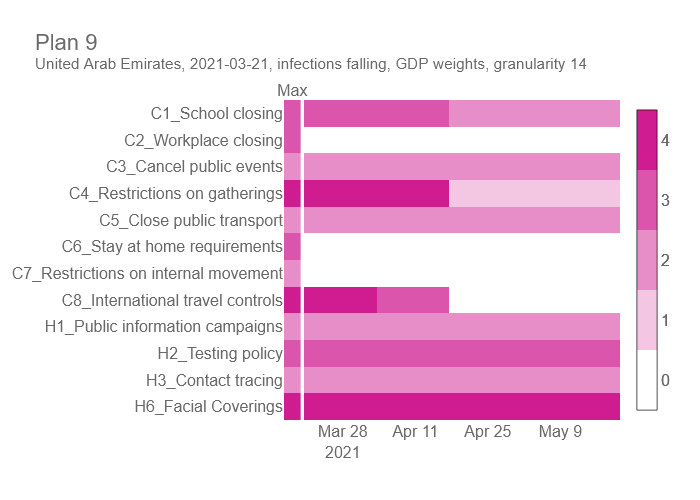 Plan 9
United Arab Emirates, 2021-03-21, infections falling, GDP weights, granularity 14
Max
C1_School closing
C2_Workplace closing
C3_Cancel public events
C4_Restrictions on gatherings
C5_Close public transport
C6_Stay at home requirements
C7_Restrictions on internal movement
C8_International travel controls
H1_Public information campaigns
H2_Testing policy
H3_Contact tracing
H6_Facial Coverings
4
3
2
1
0
Mar 28 Apr 11 Apr 25 May 9
2021